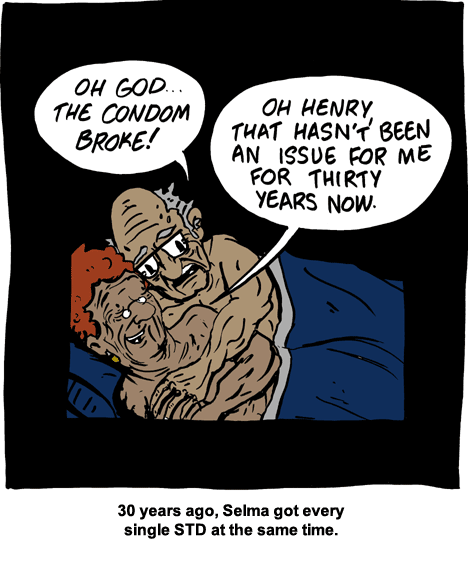 OH GOD...
THE CONDOM
BROKE!
OH HENRY,
THAT HASN'T BEEN
AN ISSUE FOR ME
FOR THIRTY
YEARS NOW.
30 years ago, Selma got every
single STD at the same time.